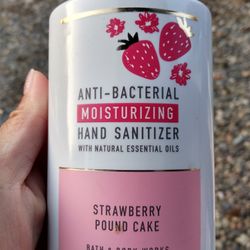 ANTI-BACTERIAL
MOISTURIZING
HAND SANITIZER
WITH NATURAL ESSENTIAL OILS
STRAWBERRY
POUND CAKE
BATH & BODY WORKS